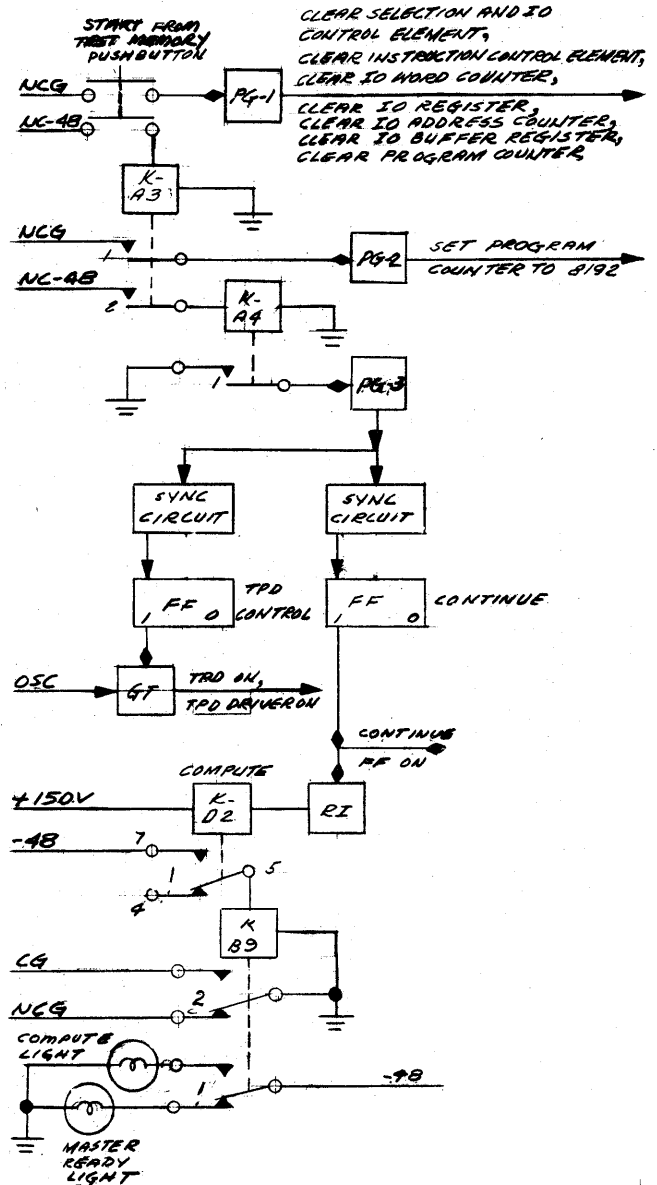 START FROM
TEST MEMORY
PUSHBUTTON
CLEAR SELECTION AND IO
CONTROL ELEMENT,
CLEAR INSTRUCTION CONTROL ELEMENT,
CLEAR IO WORD COUNTER,
NCG
PG-1
CLEAR IO REGISTER,
CLEAR IO ADDRESS COUNTER,
CLEAR IO BUFFER REGISTER,
CLEAR PROGRAM COUNTER
NC-48
K-
A3
NCG
1
PG-2
SET PROGRAM
COUNTER TO 8192
NC-48
2
K-
A4
1
PG-3
SYNC
CIRCUIT
SYNC
CIRCUIT
1 FF 0
TPD
CONTROL
1 FF 0
CONTINUE
OSC
GT
TPD ON,
TPD DRIVER ON
CONTINUE
FF ON
COMPUTE
+150V
K-
D2
RI
-48
7
1
5
4
K
B9
CG
NCG
2
COMPUTE
LIGHT
1
-48
MASTER
READY
LIGHT